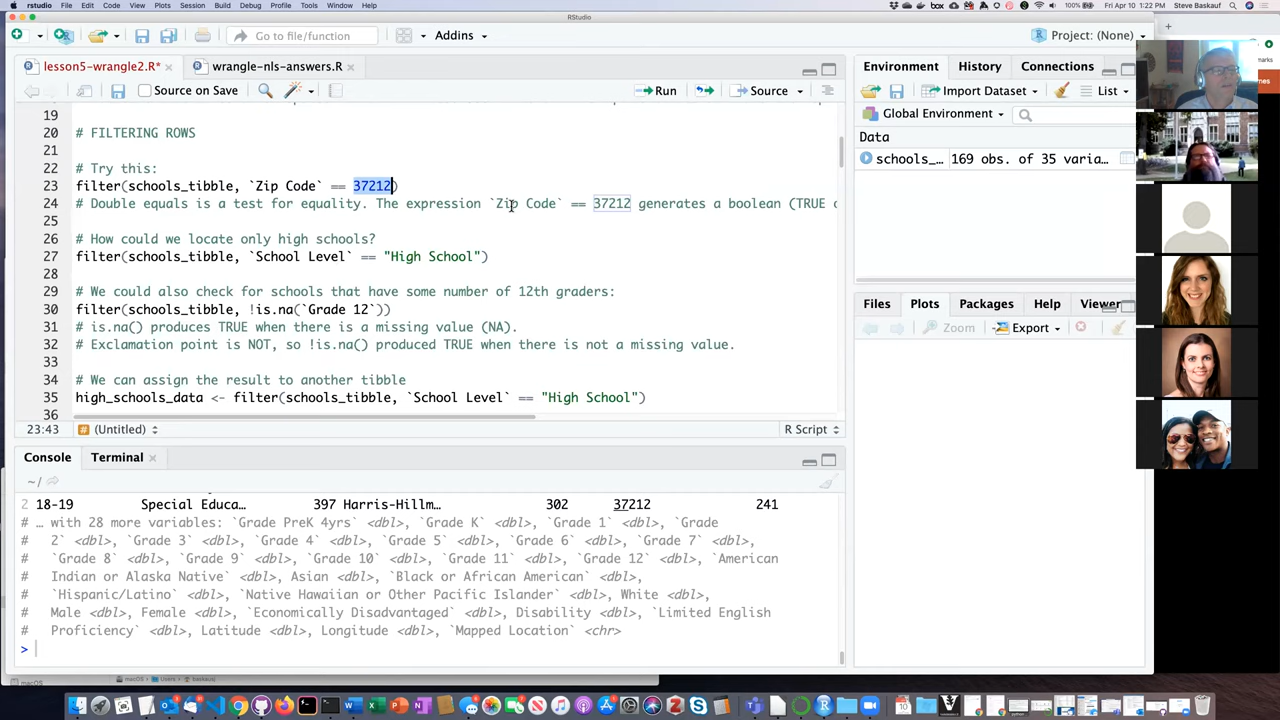 rstudio File Edit Code View Plots Session Build Debug Profile Tools Window Help
100% Fri Apr 10 1:22 PM Steve Baskauf
RStudio
Go to file/function Addins Project: (None)
lesson5-wrangle2.R* wrangle-nls-answers.R
Source on Save Run Source
19
20 # FILTERING ROWS
21
22 # Try this:
23 filter(schools_tibble, `Zip Code` == 37212)
24 # Double equals is a test for equality. The expression `Zip Code` == 37212 generates a boolean (TRUE
25
26 # How could we locate only high schools?
27 filter(schools_tibble, `School Level` == "High School")
28
29 # We could also check for schools that have some number of 12th graders:
30 filter(schools_tibble, !is.na(`Grade 12`))
31 # is.na() produces TRUE when there is a missing value (NA).
32 # Exclamation point is NOT, so !is.na() produced TRUE when there is not a missing value.
33
34 # We can assign the result to another tibble
35 high_schools_data <- filter(schools_tibble, `School Level` == "High School")
36
23:43 # (Untitled) R Script
Console Terminal
~/
2 18-19 Special Educa… 397 Harris-Hillm… 302 37212 241
# … with 28 more variables: `Grade PreK 4yrs` <dbl>, `Grade K` <dbl>, `Grade 1` <dbl>, `Grade
# 2` <dbl>, `Grade 3` <dbl>, `Grade 4` <dbl>, `Grade 5` <dbl>, `Grade 6` <dbl>, `Grade 7` <dbl>,
# `Grade 8` <dbl>, `Grade 9` <dbl>, `Grade 10` <dbl>, `Grade 11` <dbl>, `Grade 12` <dbl>, `American
# Indian or Alaska Native` <dbl>, Asian <dbl>, `Black or African American` <dbl>,
# `Hispanic/Latino` <dbl>, `Native Hawaiian or Other Pacific Islander` <dbl>, White <dbl>,
# Male <dbl>, Female <dbl>, `Economically Disadvantaged` <dbl>, Disability <dbl>, `Limited English
# Proficiency` <dbl>, Latitude <dbl>, Longitude <dbl>, `Mapped Location` <chr>
>
Environment History Connections
Import Dataset List
Global Environment
Data
schools_… 169 obs. of 35 varia…
Files Plots Packages Help Viewer
Zoom Export
macOS Users baskausj